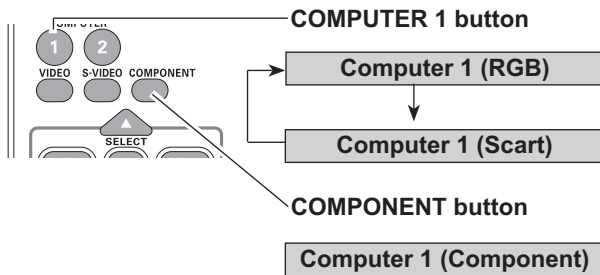 COMPUTER 1 button
1 2
VIDEO S-VIDEO COMPONENT
SELECT
Computer 1 (RGB)
Computer 1 (Scart)
COMPONENT button
Computer 1 (Component)